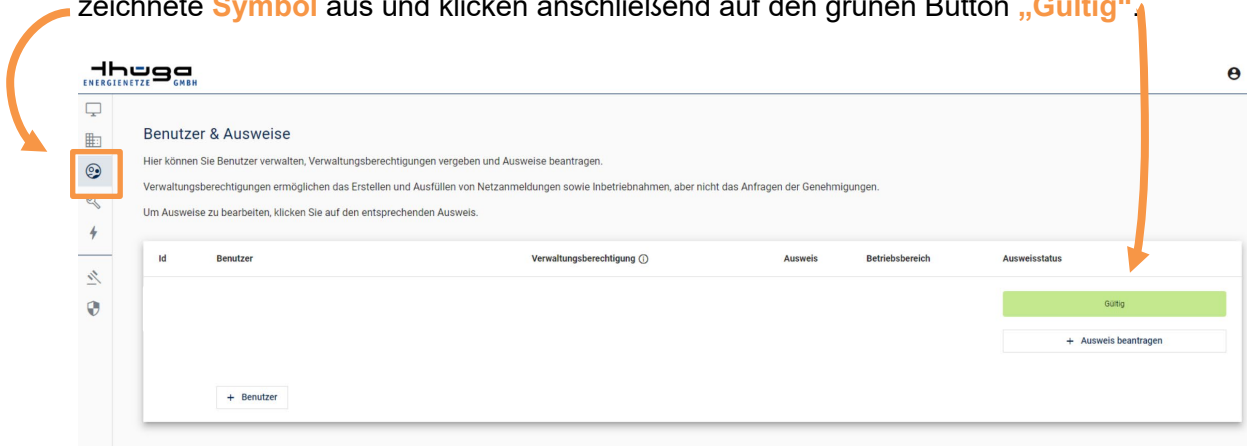 zeichnete Symbol aus und klicken anschließend auf den grünen Button „Gültig“.
thüga
ENERGIENETZE GMBH
Benutzer & Ausweise
Hier können Sie Benutzer verwalten, Verwaltungsberechtigungen vergeben und Ausweise beantragen.
Verwaltungsberechtigungen ermöglichen das Erstellen und Ausfüllen von Netzanmeldungen sowie Inbetriebnahmen, aber nicht das Anfragen der Genehmigungen.
Um Ausweise zu bearbeiten, klicken Sie auf den entsprechenden Ausweis.
Id Benutzer Verwaltungsberechtigung Ausweis Betriebsbereich Ausweisstatus
Gültig
+ Ausweis beantragen
+ Benutzer